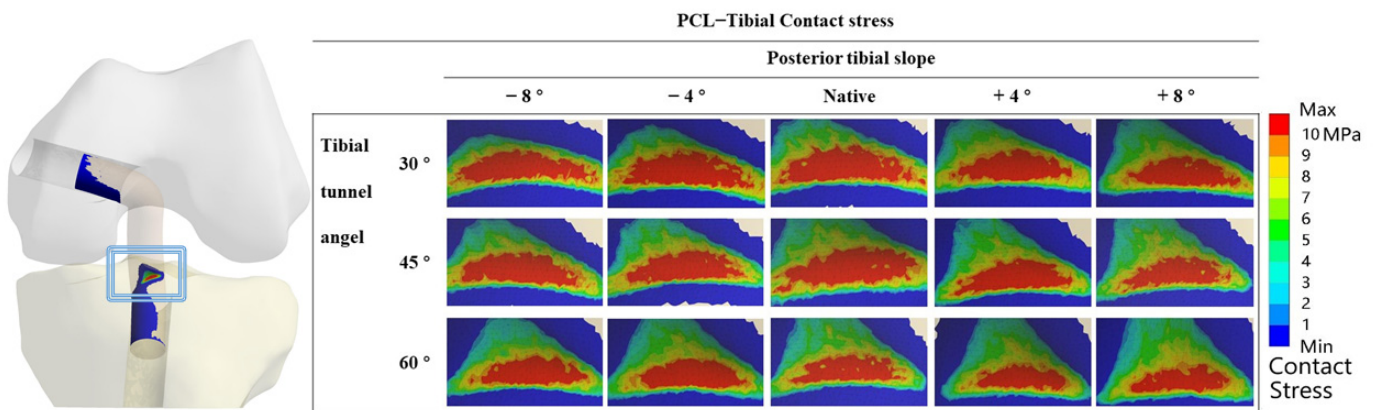 PCL−Tibial Contact stress
Posterior tibial slope
− 8 ° − 4 ° Native + 4 ° + 8 °
Tibial
tunnel
angel
30 °
45 °
60 °
Max
10 MPa
9
8
7
6
5
4
3
2
1
Min
Contact
Stress